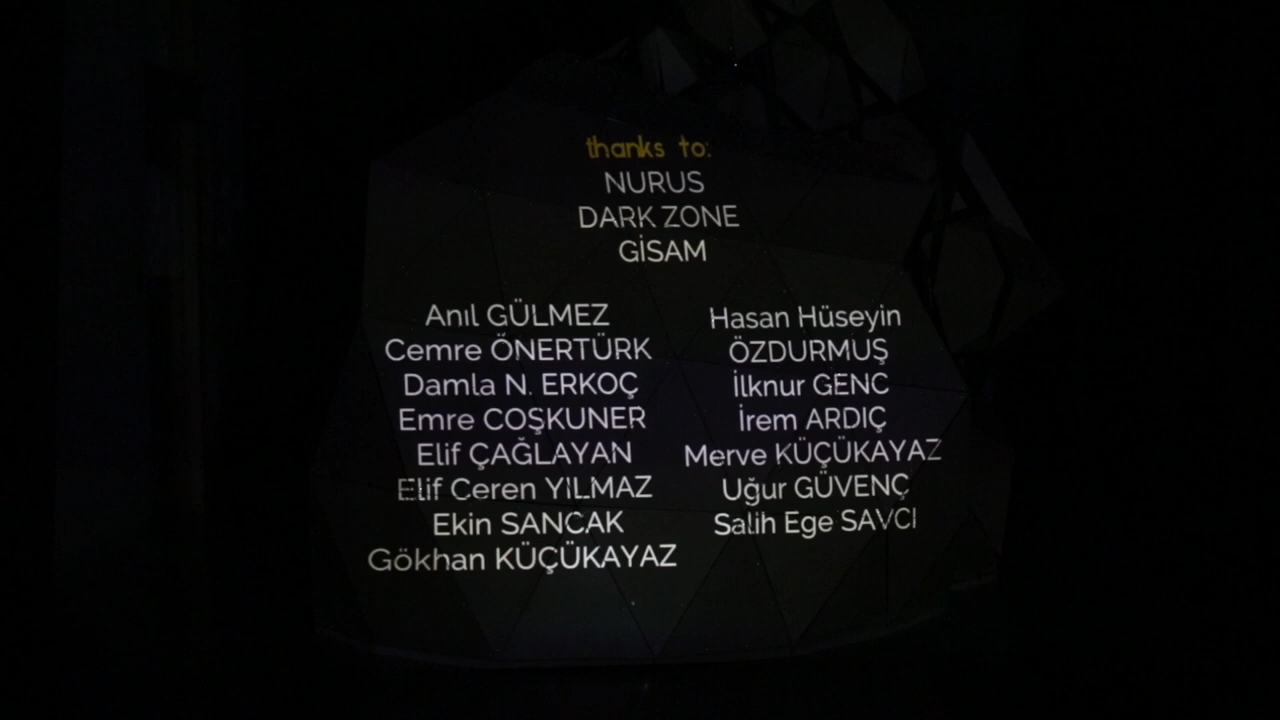 thanks to:
NURUS
DARK ZONE
GİSAM
Anıl GÜLMEZ
Cemre ÖNERTÜRK
Damla N. ERKOÇ
Emre COŞKUNER
Elif ÇAĞLAYAN
Elif Ceren YILMAZ
Ekin SANCAK
Gökhan KÜÇÜKAYAZ
Hasan Hüseyin
ÖZDURMUŞ
İlknur GENC
İrem ARDIÇ
Merve KÜÇÜKAYAZ
Uğur GÜVENÇ
Salih Ege SAVCI